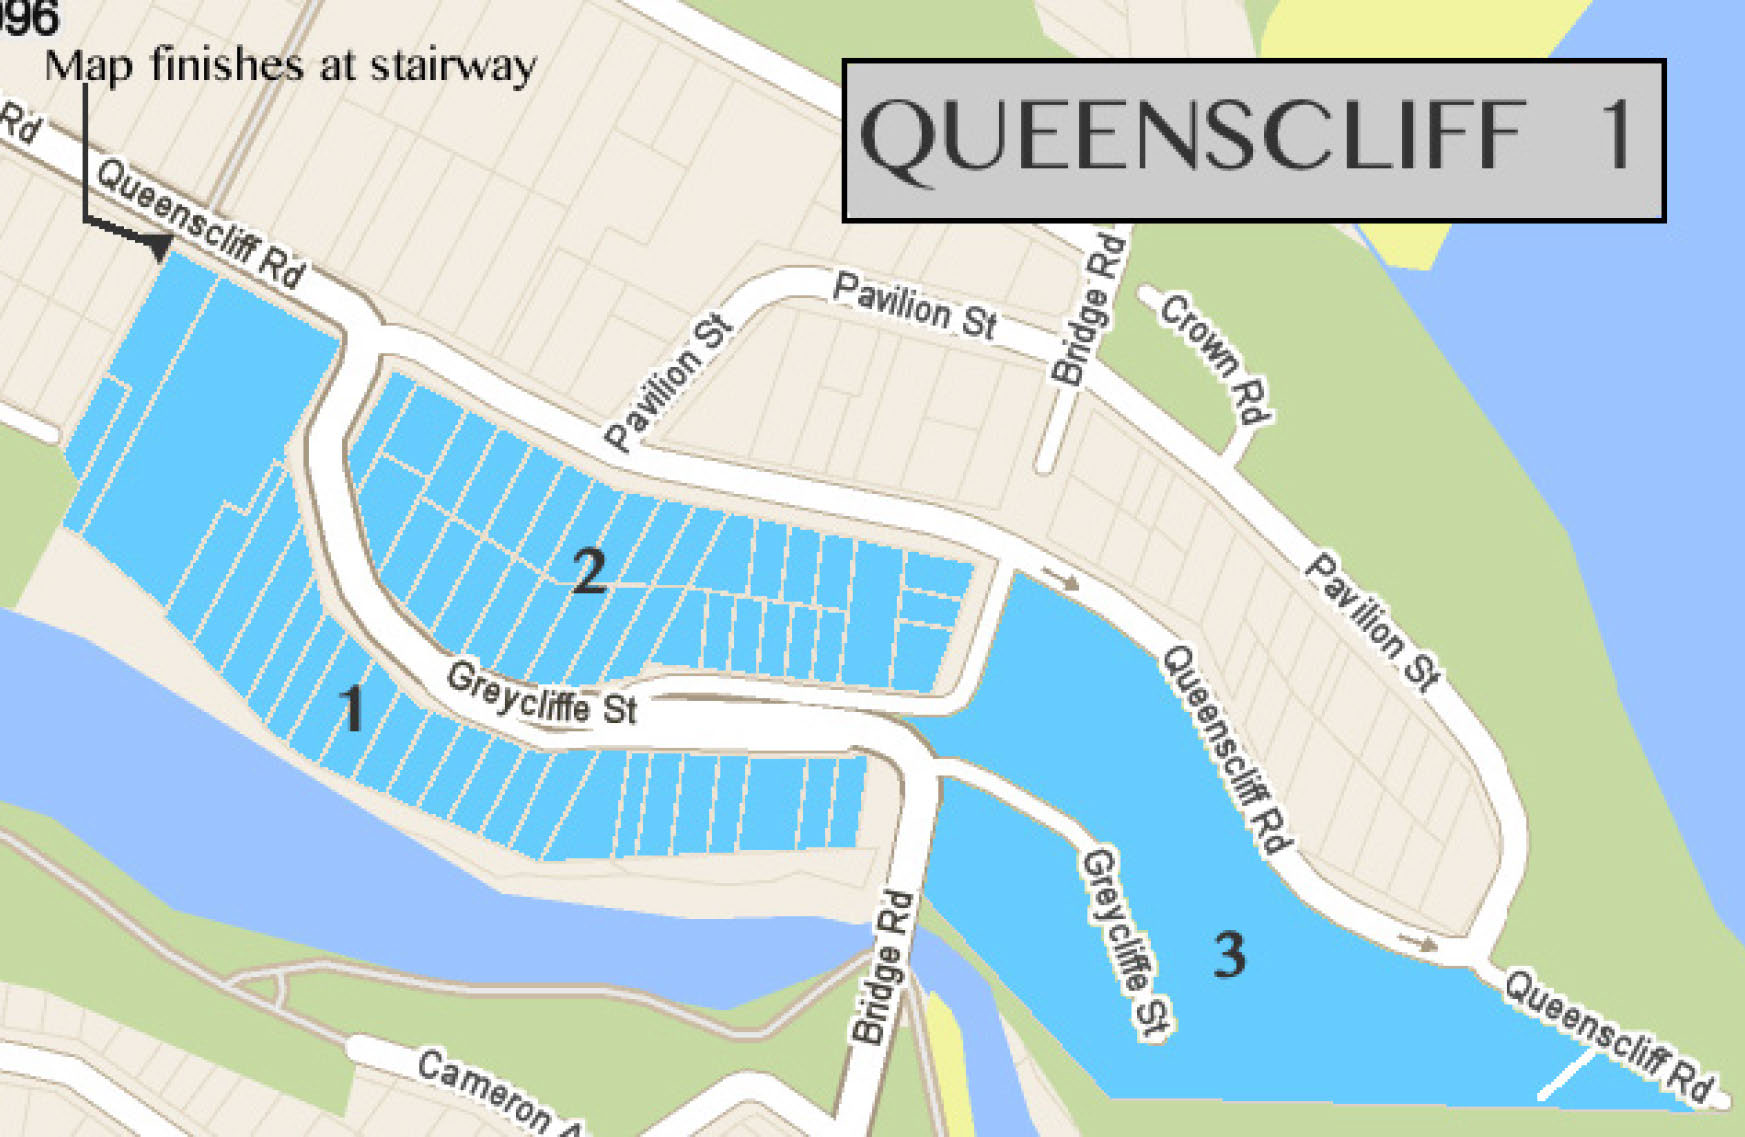 096
Map finishes at stairway
QUEENSCLIFF 1
Rd
Queenscliff Rd
Pavilion St
Pavilion St
Bridge Rd
Crown Rd
2
Pavilion St
1
Greycliffe St
Queenscliff Rd
Greycliffe St
3
Bridge Rd
Queenscliff Rd
Cameron A